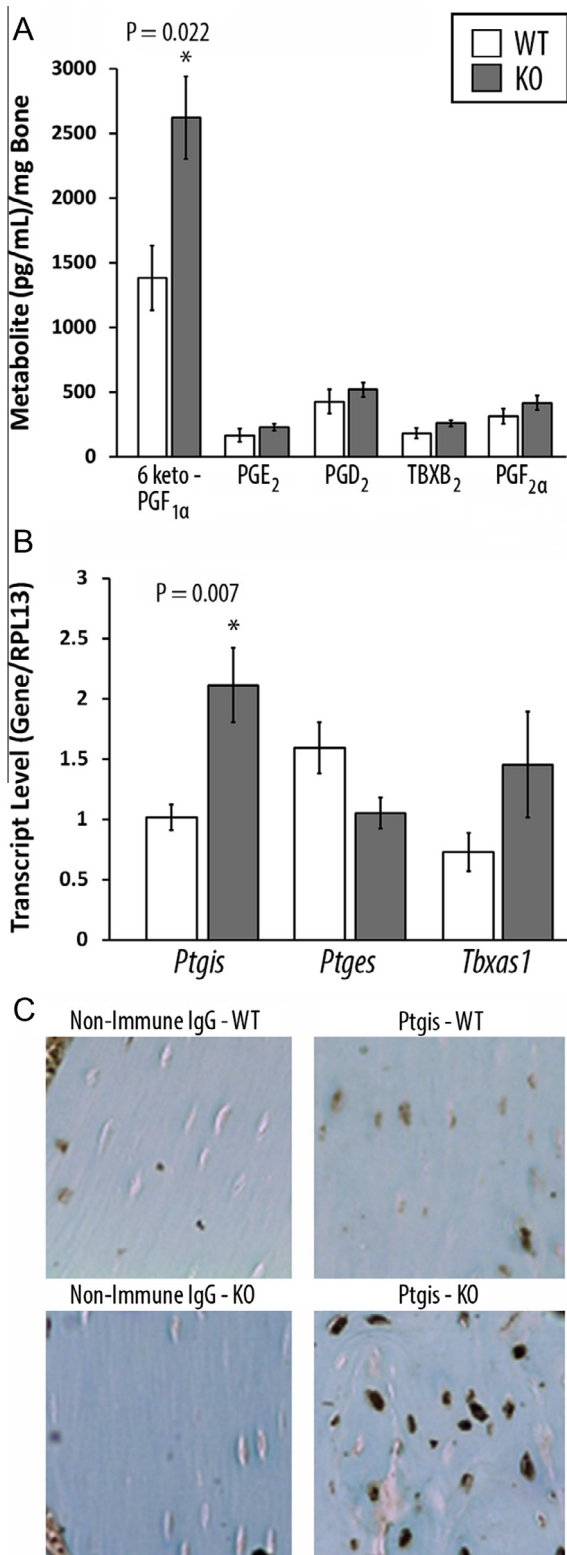 A
P = 0.022
*
WT
KO
Metabolite (pg/mL)/mg Bone
3000
2500
2000
1500
1000
500
0
6 keto - PGF1α
PGE2
PGD2
TBXB2
PGF2α
B
P = 0.007
*
Transcript Level (Gene/RPL13)
3
2.5
2
1.5
1
0.5
0
Ptgis
Ptges
Tbxas1
C
Non-Immune IgG - WT
Ptgis - WT
Non-Immune IgG - KO
Ptgis - KO